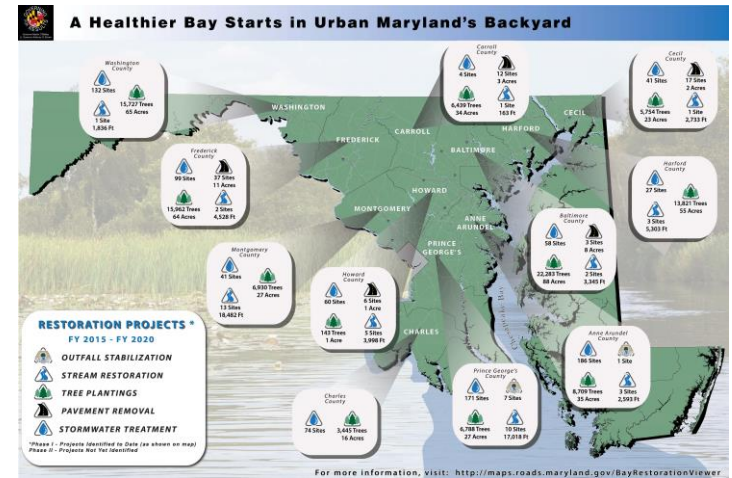 A Healthier Bay Starts in Urban Maryland's Backyard
Washington
County
132 Sites
15,727 Trees
65 Acres
1 Site
1,836 Ft
Carroll
County
4 Sites
12 Sites
3 Acres
6,439 Trees
34 Acres
1 Site
163 Ft
Cecil
County
41 Sites
17 Sites
2 Acres
5,754 Trees
23 Acres
1 Site
2,733 Ft
WASHINGTON
FREDERICK
CARROLL
HARFORD
CECIL
BALTIMORE
HOWARD
MONTGOMERY
ANNE
ARUNDEL
PRINCE
GEORGE'S
CHARLES
Chesapeake Bay
Frederick
County
99 Sites
37 Sites
11 Acres
15,962 Trees
64 Acres
2 Sites
4,528 Ft
Harford
County
27 Sites
13,821 Trees
55 Acres
3 Sites
5,303 Ft
Baltimore
County
58 Sites
3 Sites
8 Acres
22,283 Trees
88 Acres
2 Sites
3,345 Ft
Montgomery
County
41 Sites
6,930 Trees
27 Acres
13 Sites
18,482 Ft
Howard
County
60 Sites
6 Sites
1 Acre
143 Trees
1 Acre
5 Sites
3,998 Ft
Anne Arundel
County
186 Sites
1 Site
8,709 Trees
35 Acres
3 Sites
2,593 Ft
Prince George's
County
171 Sites
7 Sites
6,788 Trees
27 Acres
10 Sites
17,018 Ft
Charles
County
74 Sites
3,445 Trees
16 Acres
RESTORATION PROJECTS *
FY 2015 - FY 2020
OUTFALL STABILIZATION
STREAM RESTORATION
TREE PLANTINGS
PAVEMENT REMOVAL
STORMWATER TREATMENT
*Phase I - Projects Identified to Date (as shown on map)
Phase II - Projects Not Yet Identified
For more information, visit: http://maps.roads.maryland.gov/BayRestorationViewer